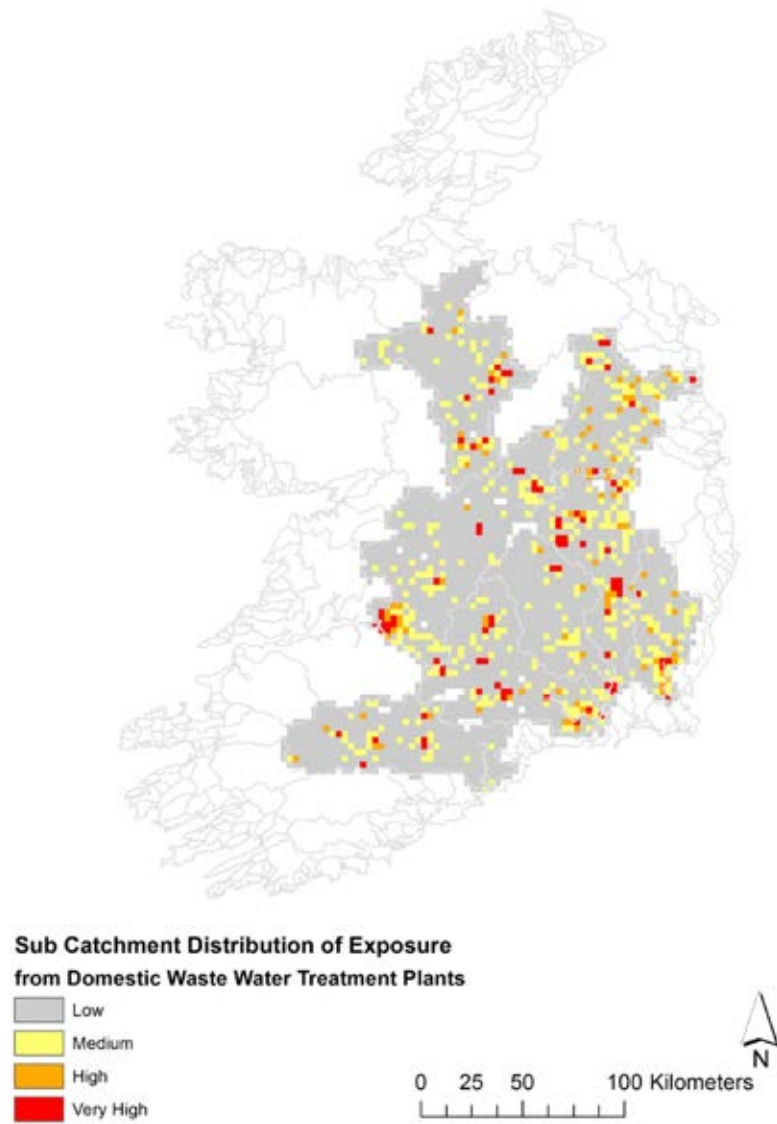 Sub Catchment Distribution of Exposure
from Domestic Waste Water Treatment Plants
Low
Medium
High
Very High
N
0 25 50 100 Kilometers